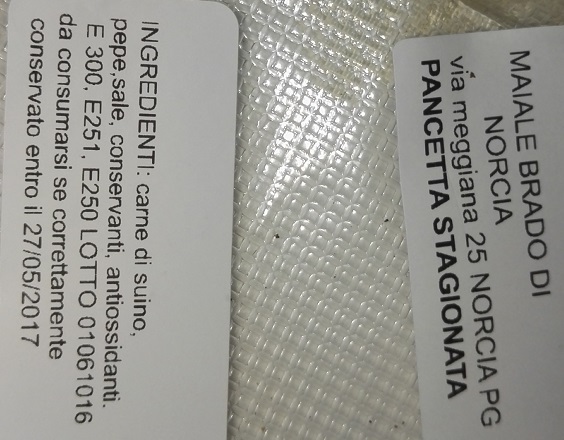 MAIALE BRADO DI
NORCIA
via meggiana 25 NORCIA PG
PANCETTA STAGIONATA
INGREDIENTI: carne di suino,
pepe,sale, conservanti, antiossidanti.
E 300, E251, E250 LOTTO 01061016
da consumarsi se correttamente
conservato entro il 27/05/2017